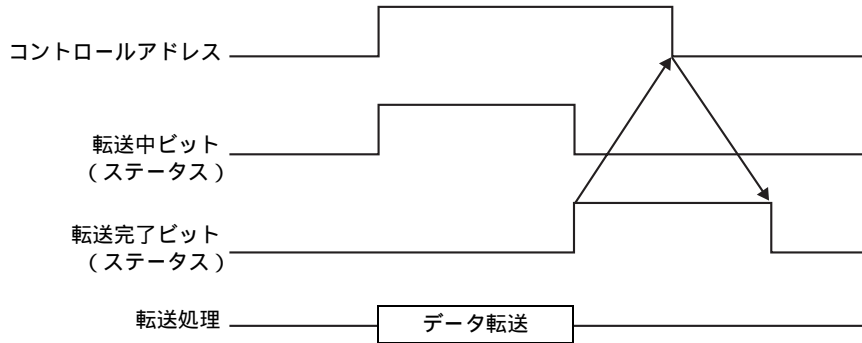 コントロールアドレス
転送中ビット
(ステータス)
転送完了ビット
(ステータス)
転送処理
データ転送